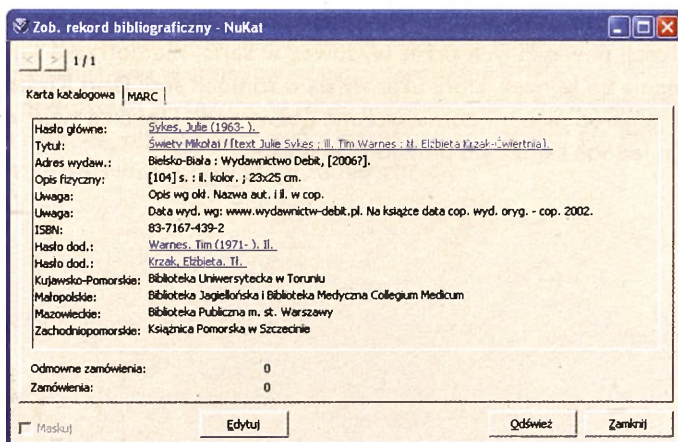 Zob. rekord bibliograficzny - NuKat
< > 1/1
Karta katalogowa MARC
Hasło główne: Sykes, Julie (1963- ).
Tytuł: Święty Mikołaj / [text Julie Sykes ; il. Tim Warnes ; tł. Elżbieta Krzak-Ćwiertnia].
Adres wydaw.: Bielsko-Biała : Wydawnictwo Debit, [2006?].
Opis fizyczny: [104] s. : il. kolor. ; 23x25 cm.
Uwaga: Opis wg okł. Nazwa aut. i il. w cop.
Uwaga: Data wyd. wg: www.wydawnictw-debit.pl. Na książce data cop. wyd. oryg. - cop. 2002.
ISBN: 83-7167-439-2
Hasło dod.: Warnes, Tim (1971- ). Il.
Hasło dod.: Krzak, Elżbieta. Tł.
Kujawsko-Pomorskie: Biblioteka Uniwersytecka w Toruniu
Małopolskie: Biblioteka Jagiellońska i Biblioteka Medyczna Collegium Medicum
Mazowieckie: Biblioteka Publiczna m. st. Warszawy
Zachodniopomorskie: Książnica Pomorska w Szczecinie
Odmowne zamówienia: 0
Zamówienia: 0
Maskuj Edytuj Odśwież Zamknij